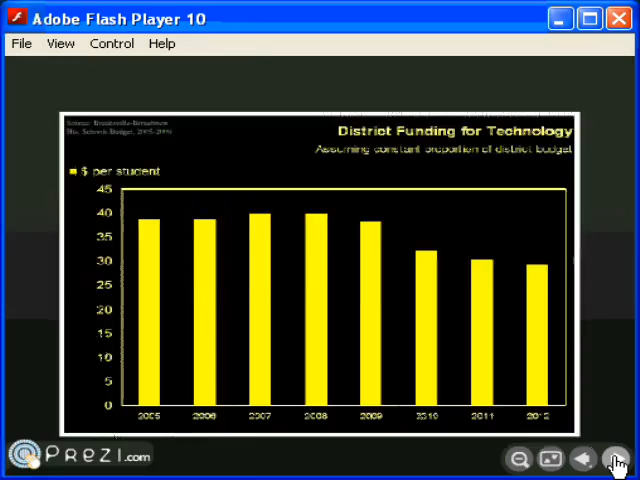 Adobe Flash Player 10
File View Control Help
District Funding for Technology
Assuming constant proportion of district budget
$ per student
45
40
35
30
25
20
15
10
5
0
2005 2006 2007 2008 2009 2010 2011 2012
PREZI.com